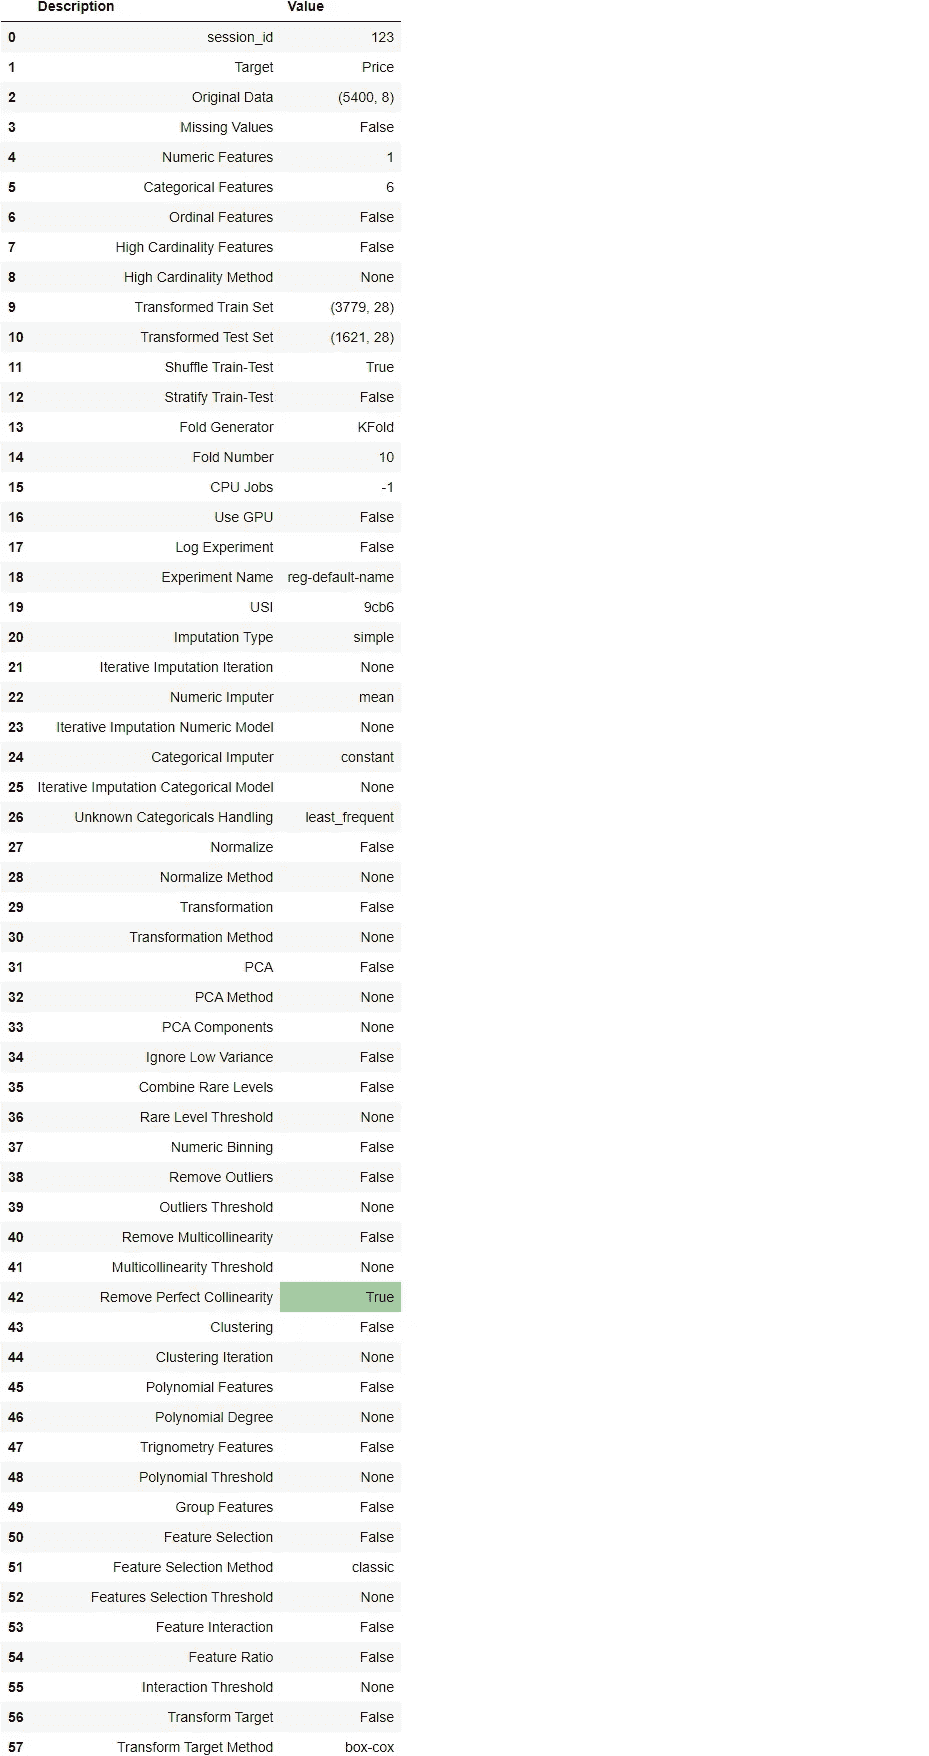 Description Value
0 session_id 123
1 Target Price
2 Original Data (5400, 8)
3 Missing Values False
4 Numeric Features 1
5 Categorical Features 6
6 Ordinal Features False
7 High Cardinality Features False
8 High Cardinality Method None
9 Transformed Train Set (3779, 28)
10 Transformed Test Set (1621, 28)
11 Shuffle Train-Test True
12 Stratify Train-Test False
13 Fold Generator KFold
14 Fold Number 10
15 CPU Jobs -1
16 Use GPU False
17 Log Experiment False
18 Experiment Name reg-default-name
19 USI 9cb6
20 Imputation Type simple
21 Iterative Imputation Iteration None
22 Numeric Imputer mean
23 Iterative Imputation Numeric Model None
24 Categorical Imputer constant
25 Iterative Imputation Categorical Model None
26 Unknown Categoricals Handling least_frequent
27 Normalize False
28 Normalize Method None
29 Transformation False
30 Transformation Method None
31 PCA False
32 PCA Method None
33 PCA Components None
34 Ignore Low Variance False
35 Combine Rare Levels False
36 Rare Level Threshold None
37 Numeric Binning False
38 Remove Outliers False
39 Outliers Threshold None
40 Remove Multicollinearity False
41 Multicollinearity Threshold None
42 Remove Perfect Collinearity True
43 Clustering False
44 Clustering Iteration None
45 Polynomial Features False
46 Polynomial Degree None
47 Trignometry Features False
48 Polynomial Threshold None
49 Group Features False
50 Feature Selection False
51 Feature Selection Method classic
52 Features Selection Threshold None
53 Feature Interaction False
54 Feature Ratio False
55 Interaction Threshold None
56 Transform Target False
57 Transform Target Method box-cox